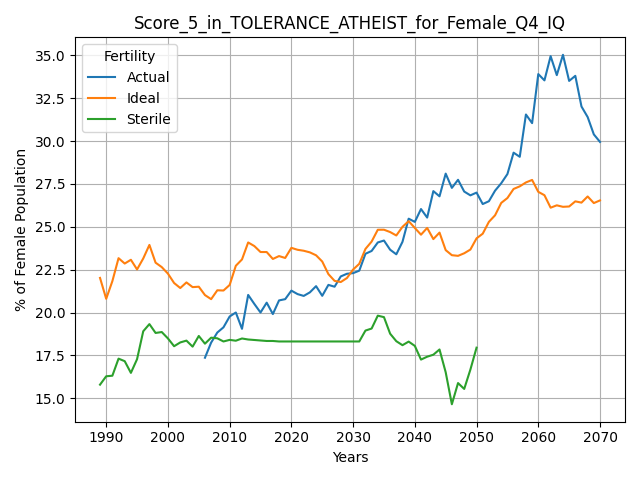 Score_5_in_TOLERANCE_ATHEIST_for_Female_Q4_IQ
Fertility
Actual
Ideal
Sterile
% of Female Population
35.0
32.5
30.0
27.5
25.0
22.5
20.0
17.5
15.0
1990 2000 2010 2020 2030 2040 2050 2060 2070
Years